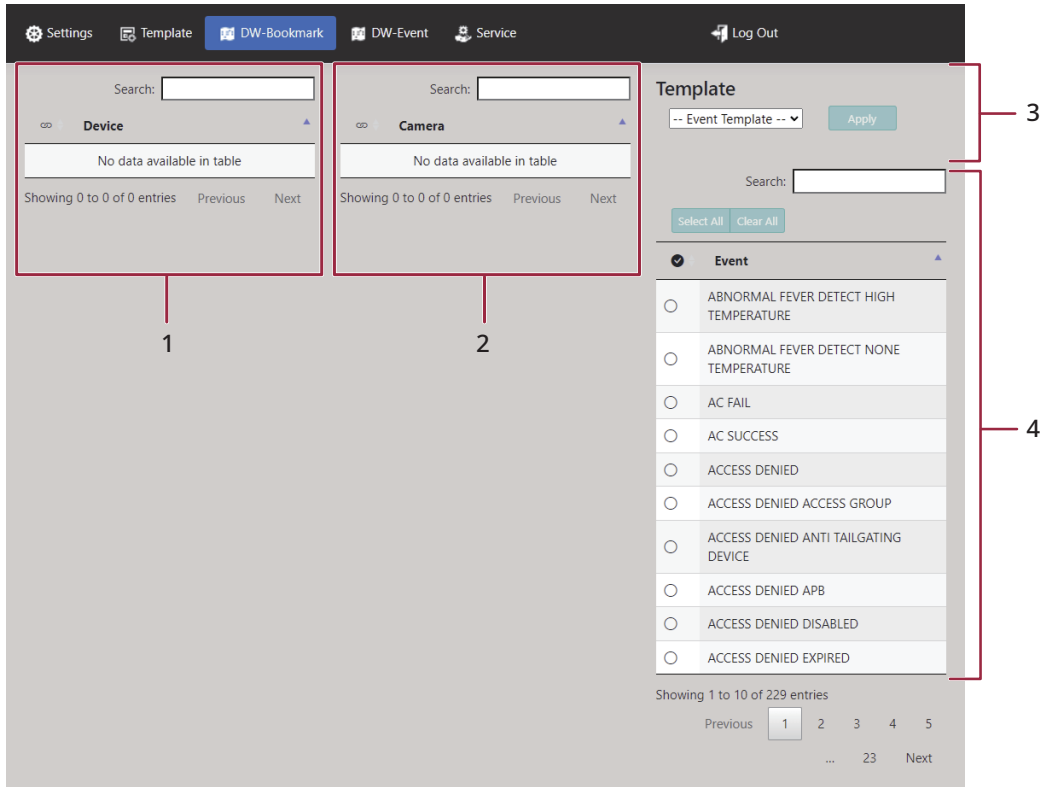 Settings Template DW-Bookmark DW-Event Service Log Out
Search:
Device
No data available in table
Showing 0 to 0 of 0 entries Previous Next
1
Search:
Camera
No data available in table
Showing 0 to 0 of 0 entries Previous Next
2
Template
-- Event Template -- Apply
3
Search:
Select All Clear All
Event
ABNORMAL FEVER DETECT HIGH
TEMPERATURE
ABNORMAL FEVER DETECT NONE
TEMPERATURE
AC FAIL
AC SUCCESS
ACCESS DENIED
ACCESS DENIED ACCESS GROUP
ACCESS DENIED ANTI TAILGATING
DEVICE
ACCESS DENIED APB
ACCESS DENIED DISABLED
ACCESS DENIED EXPIRED
4
Showing 1 to 10 of 229 entries
Previous 1 2 3 4 5
... 23 Next